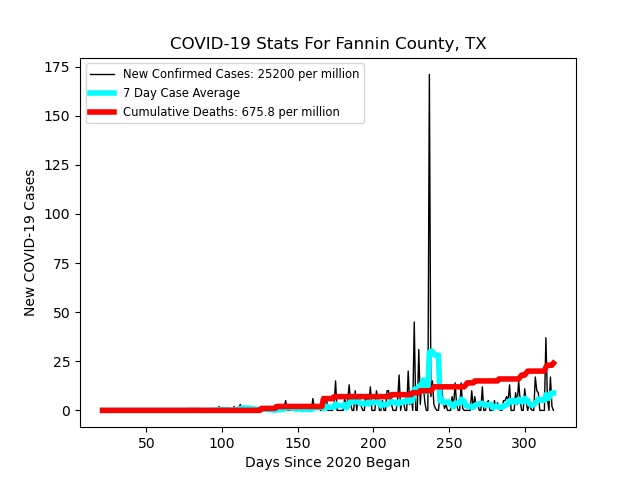 COVID-19 Stats For Fannin County, TX
New Confirmed Cases: 25200 per million
7 Day Case Average
Cumulative Deaths: 675.8 per million
New COVID-19 Cases
175
150
125
100
75
50
25
0
50 100 150 200 250 300
Days Since 2020 Began